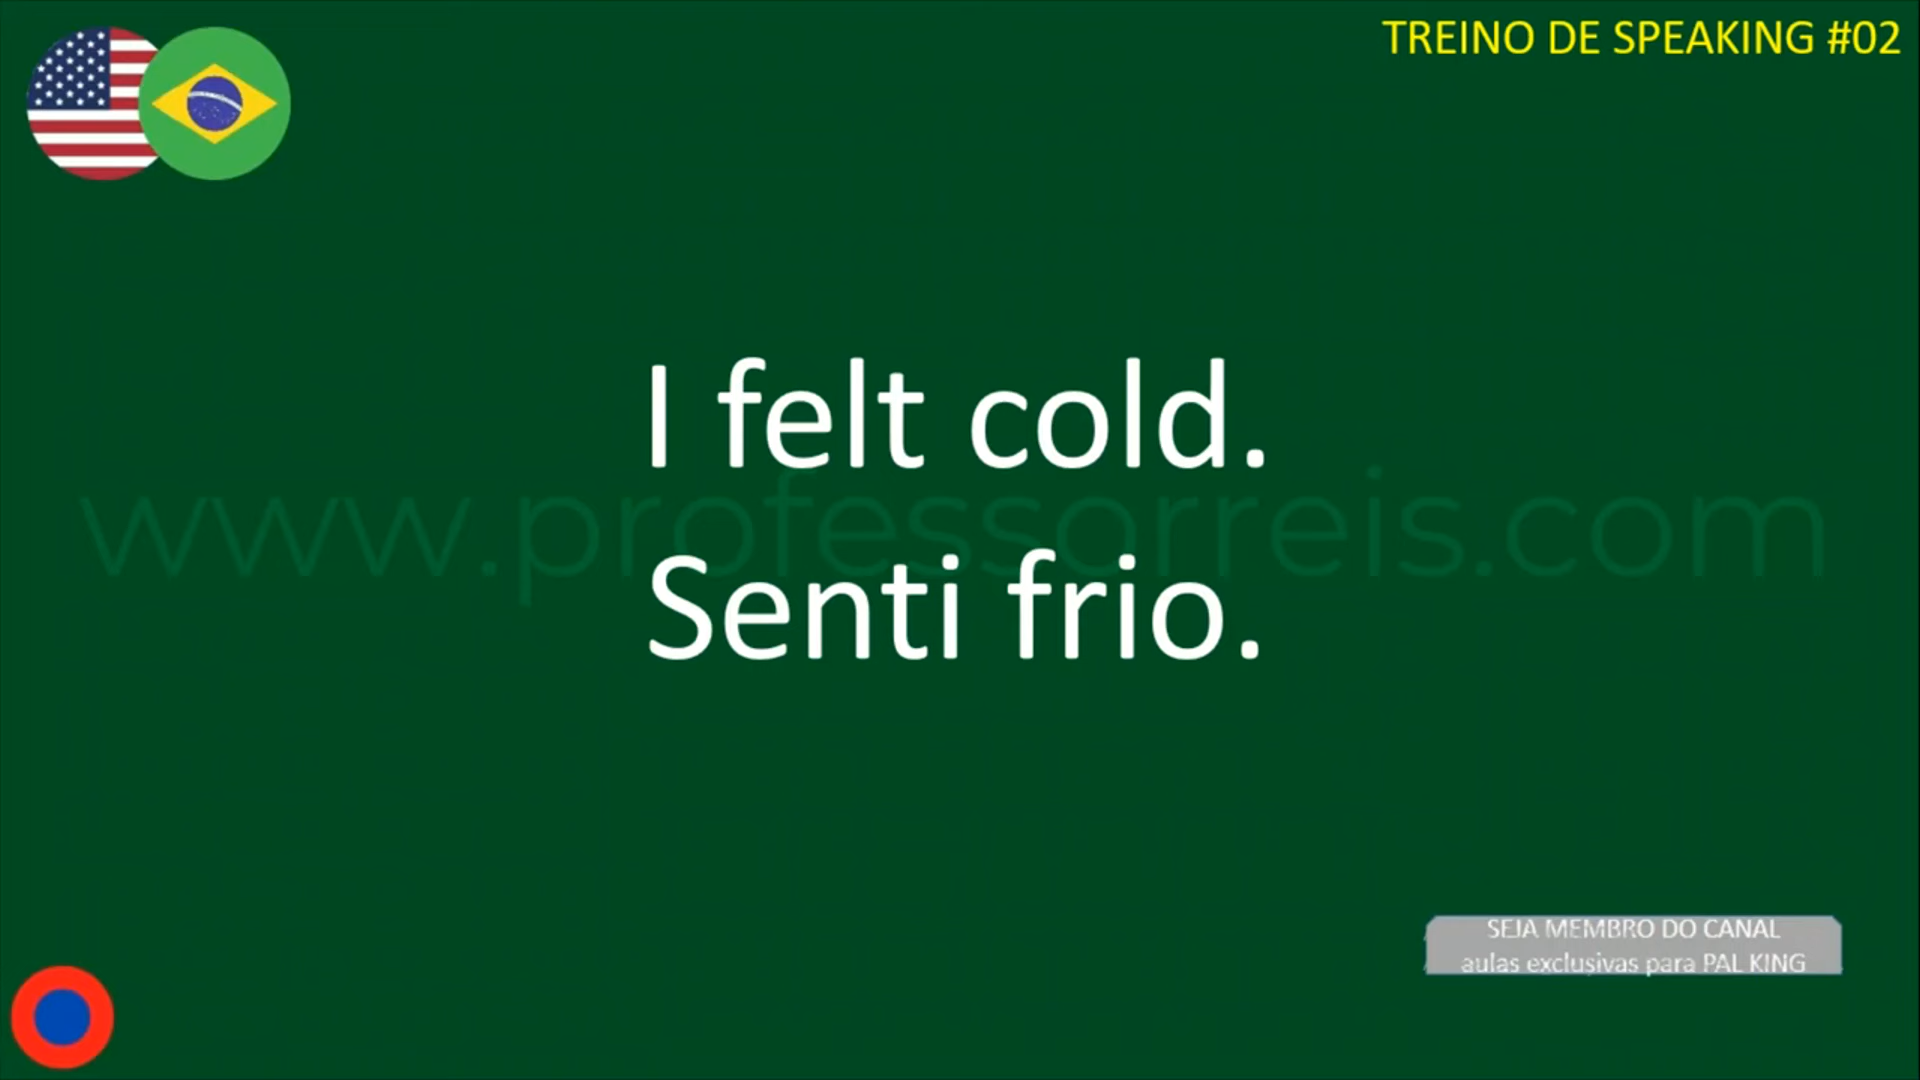 TREINO DE SPEAKING #02
I felt cold.
www.professorreis.com
Senti frio.
SEJA MEMBRO DO CANAL
aulas exclusivas para PAL KING